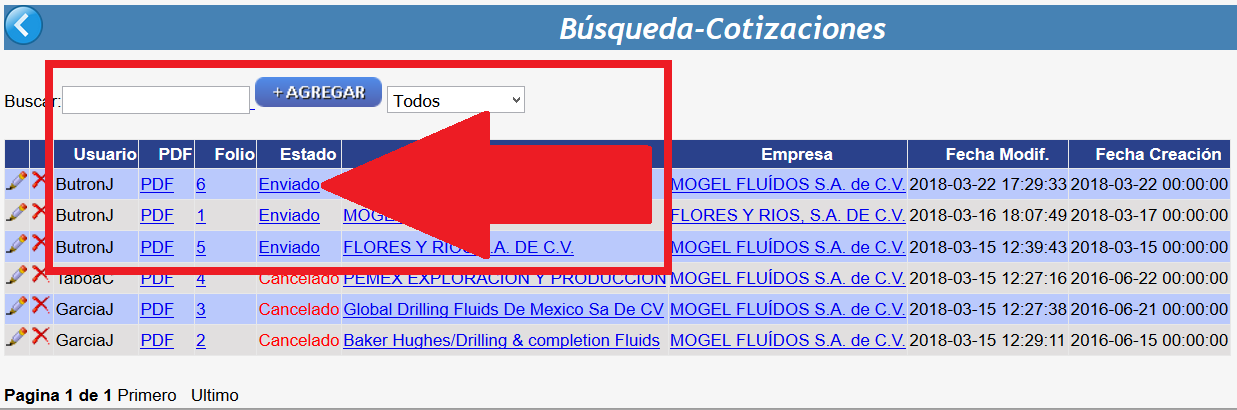 Búsqueda-Cotizaciones
Buscar: +AGREGAR Todos
Usuario PDF Folio Estado Empresa Fecha Modif. Fecha Creación
ButronJ PDF 6 Enviado MOGEL FLUÍDOS S.A. de C.V. 2018-03-22 17:29:33 2018-03-22 00:00:00
ButronJ PDF 1 Enviado FLORES Y RIOS, S.A. DE C.V. 2018-03-16 18:07:49 2018-03-17 00:00:00
ButronJ PDF 5 Enviado FLORES Y RIOS, S.A. DE C.V. MOGEL FLUÍDOS S.A. de C.V. 2018-03-15 12:39:43 2018-03-15 00:00:00
TaboaC PDF 4 Cancelado PEMEX EXPLORACION Y PRODUCCION MOGEL FLUÍDOS S.A. de C.V. 2018-03-15 12:27:16 2016-06-22 00:00:00
GarciaJ PDF 3 Cancelado Global Drilling Fluids De Mexico Sa De CV MOGEL FLUÍDOS S.A. de C.V. 2018-03-15 12:27:38 2016-06-21 00:00:00
GarciaJ PDF 2 Cancelado Baker Hughes/Drilling & completion Fluids MOGEL FLUÍDOS S.A. de C.V. 2018-03-15 12:29:11 2016-06-15 00:00:00
Pagina 1 de 1 Primero Ultimo